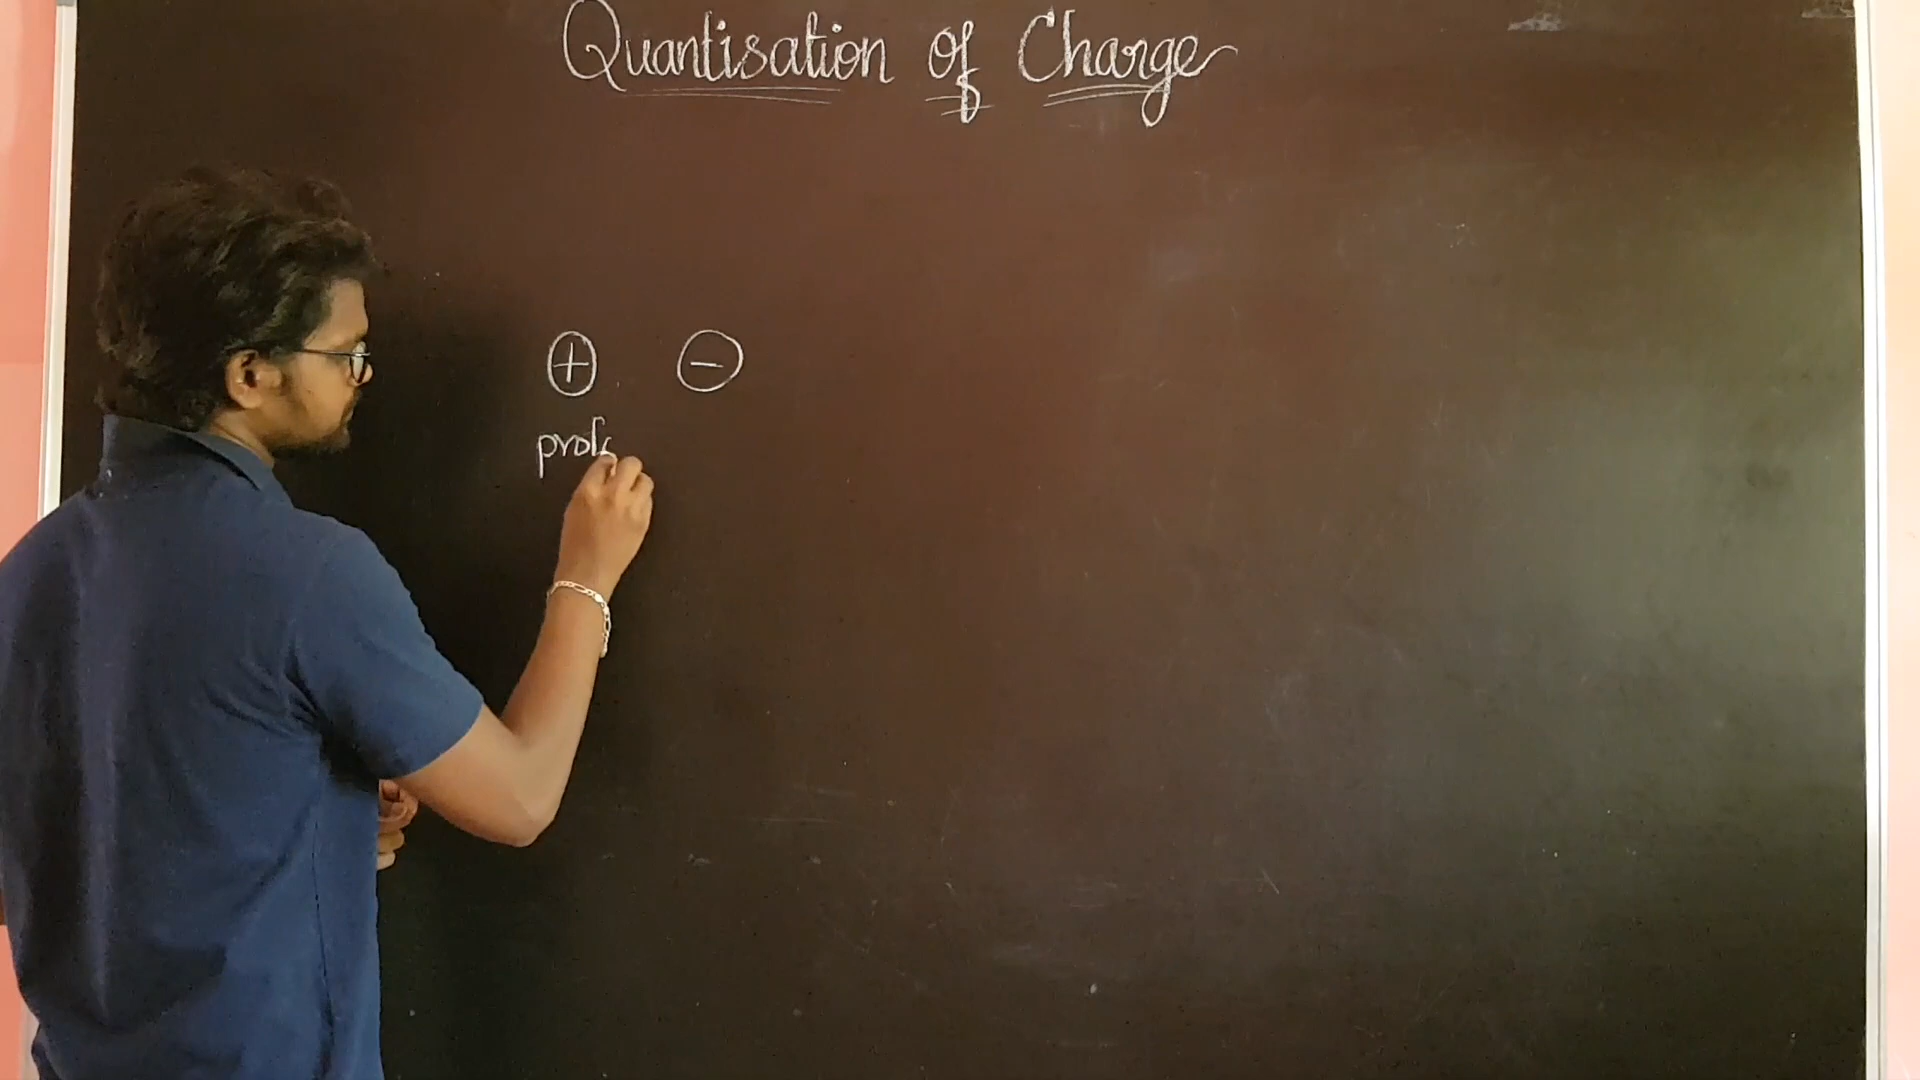 Quantisation of Charge
+ -
prot